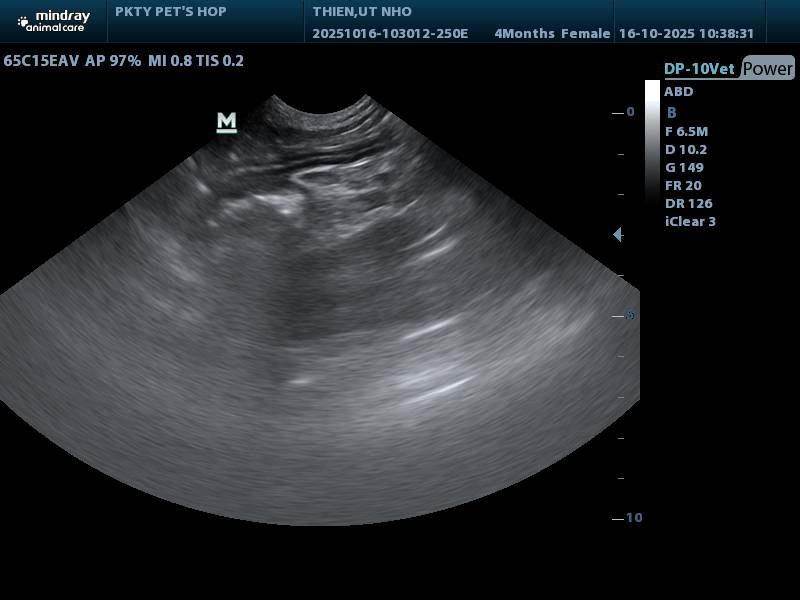 mindray
animalcare
PKTY PET'S HOP
THIEN,UT NHO
20251016-103012-250E 4Months Female 16-10-2025 10:38:31
65C15EAV AP 97% MI 0.8 TIS 0.2
DP-10Vet Power
ABD
B
F 6.5M
D 10.2
G 149
FR 20
DR 126
iClear 3
M
0
5
10